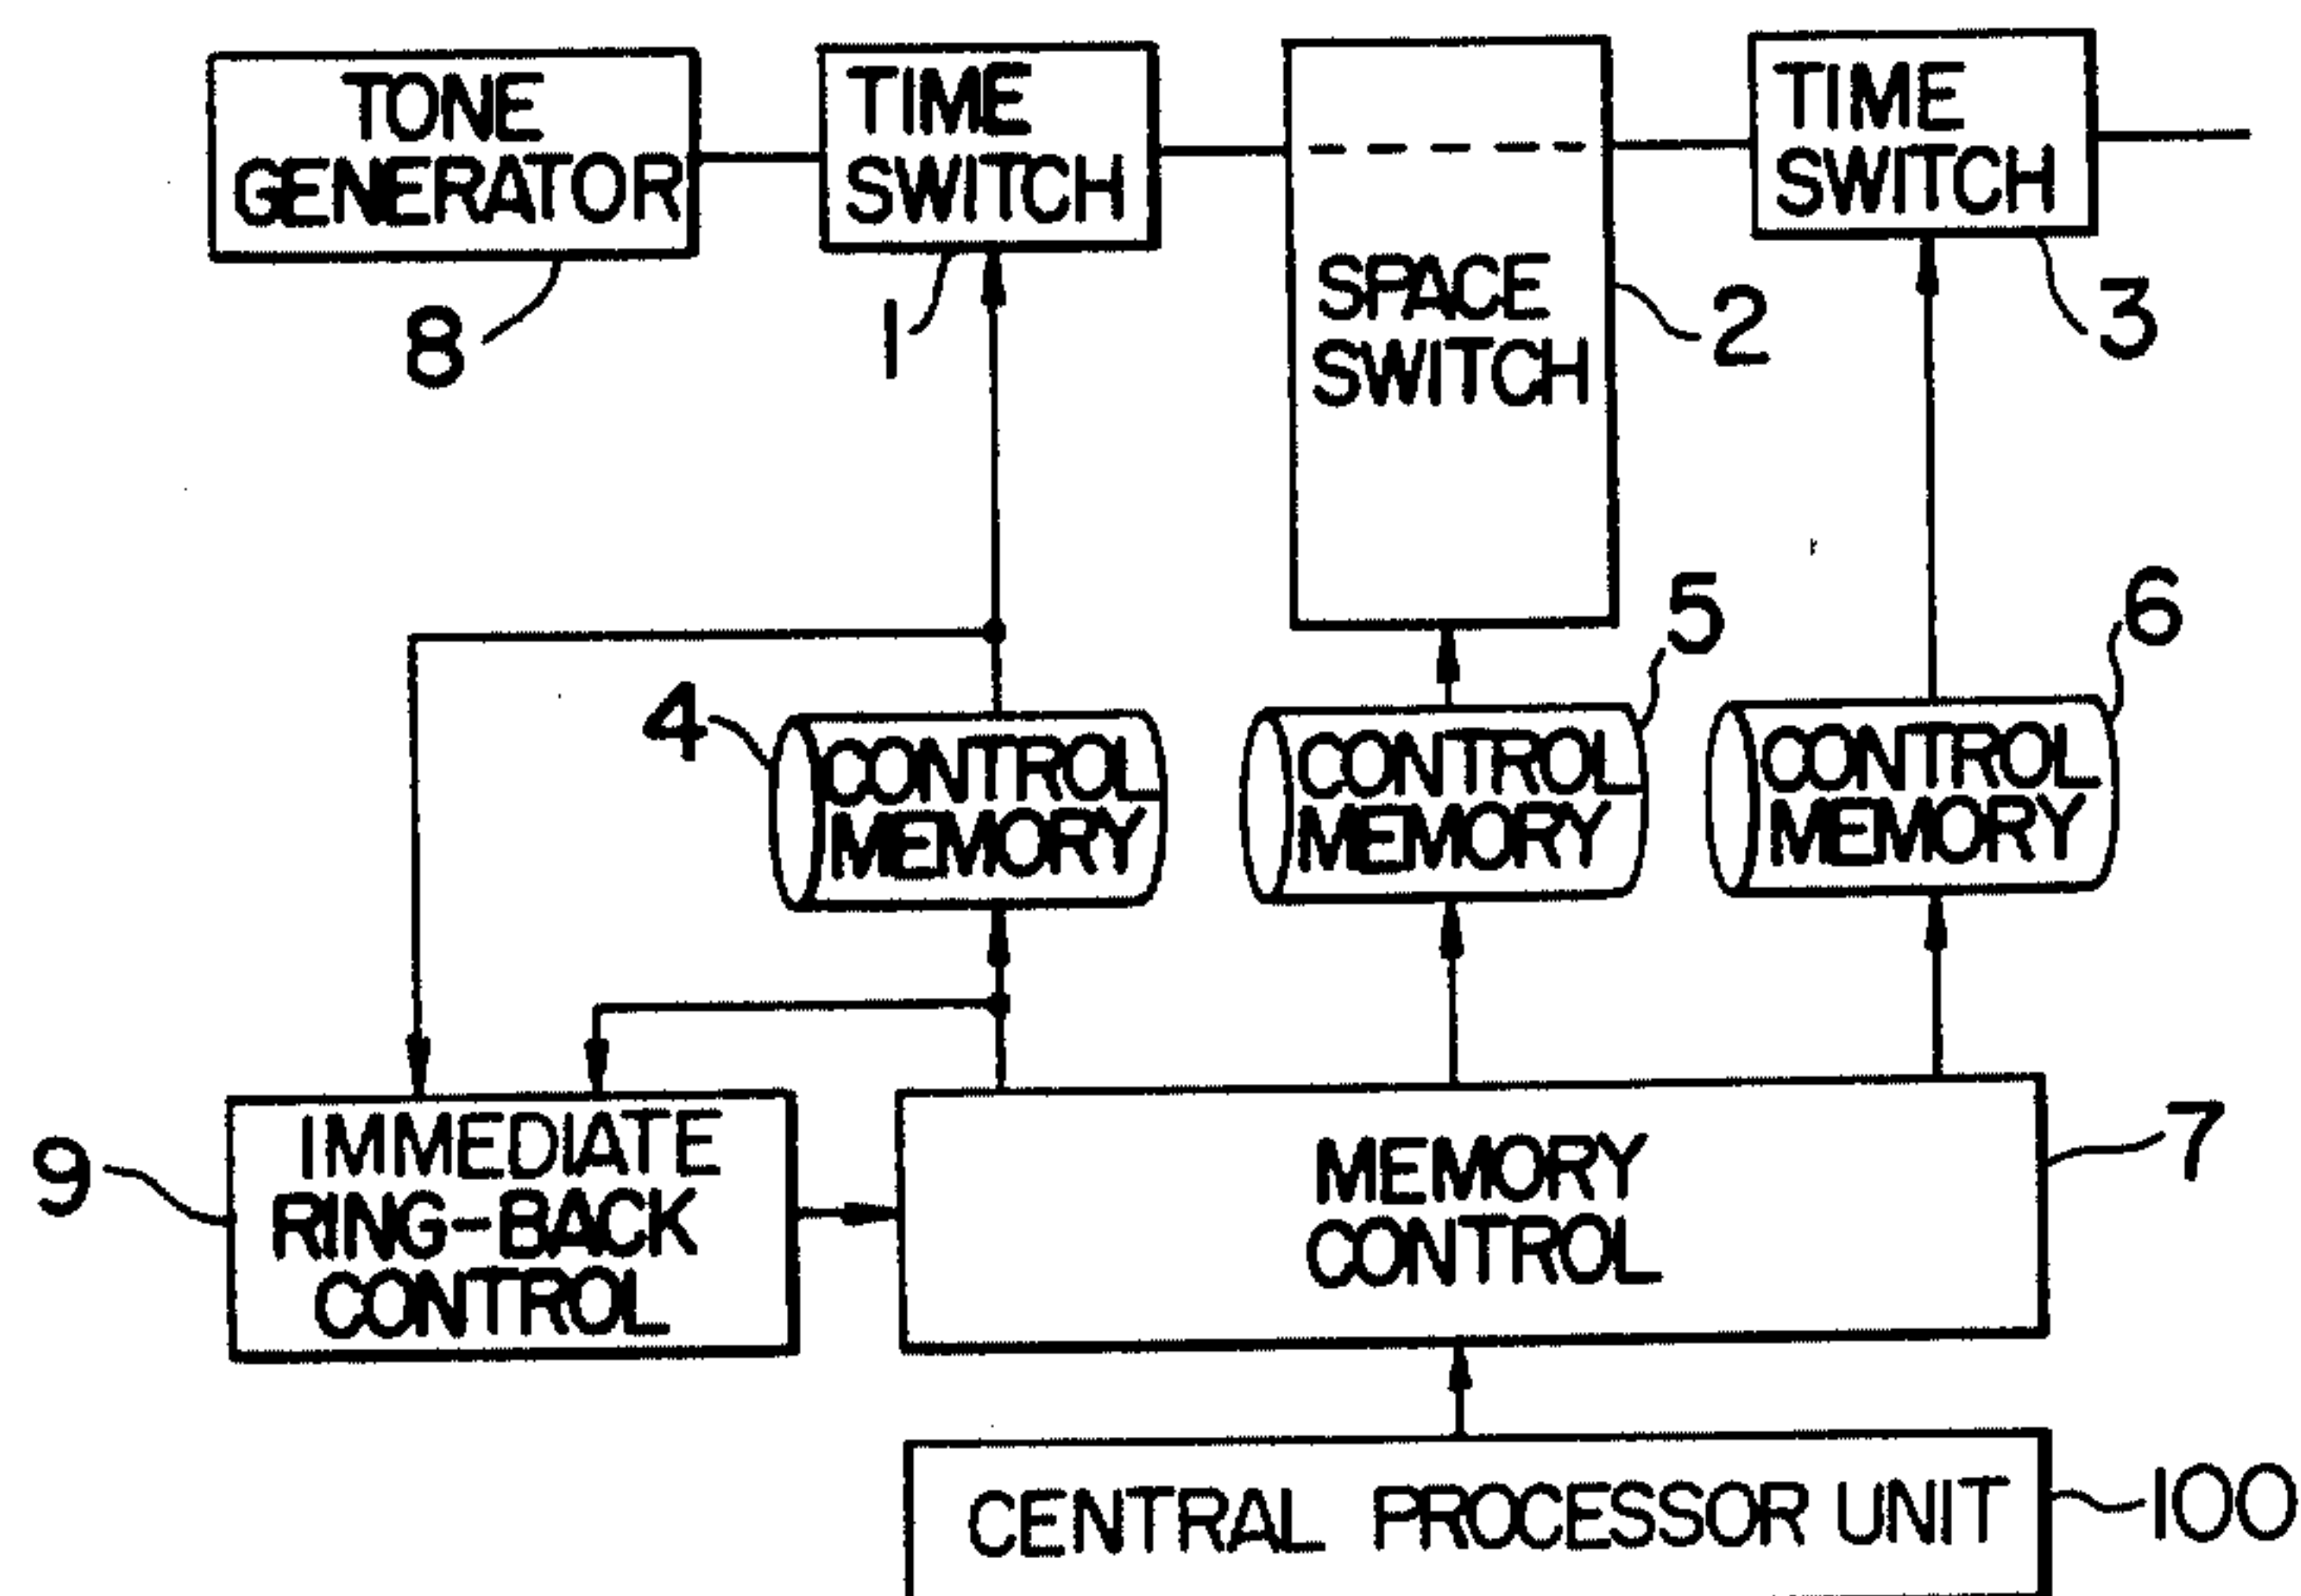 TONE
GENERATOR
TIME
SWITCH
SPACE
SWITCH
TIME
SWITCH
8
1
2
3
4
5
6
CONTROL
MEMORY
CONTROL
MEMORY
CONTROL
MEMORY
9
IMMEDIATE
RING-BACK
CONTROL
MEMORY
CONTROL
7
CENTRAL PROCESSOR UNIT
100